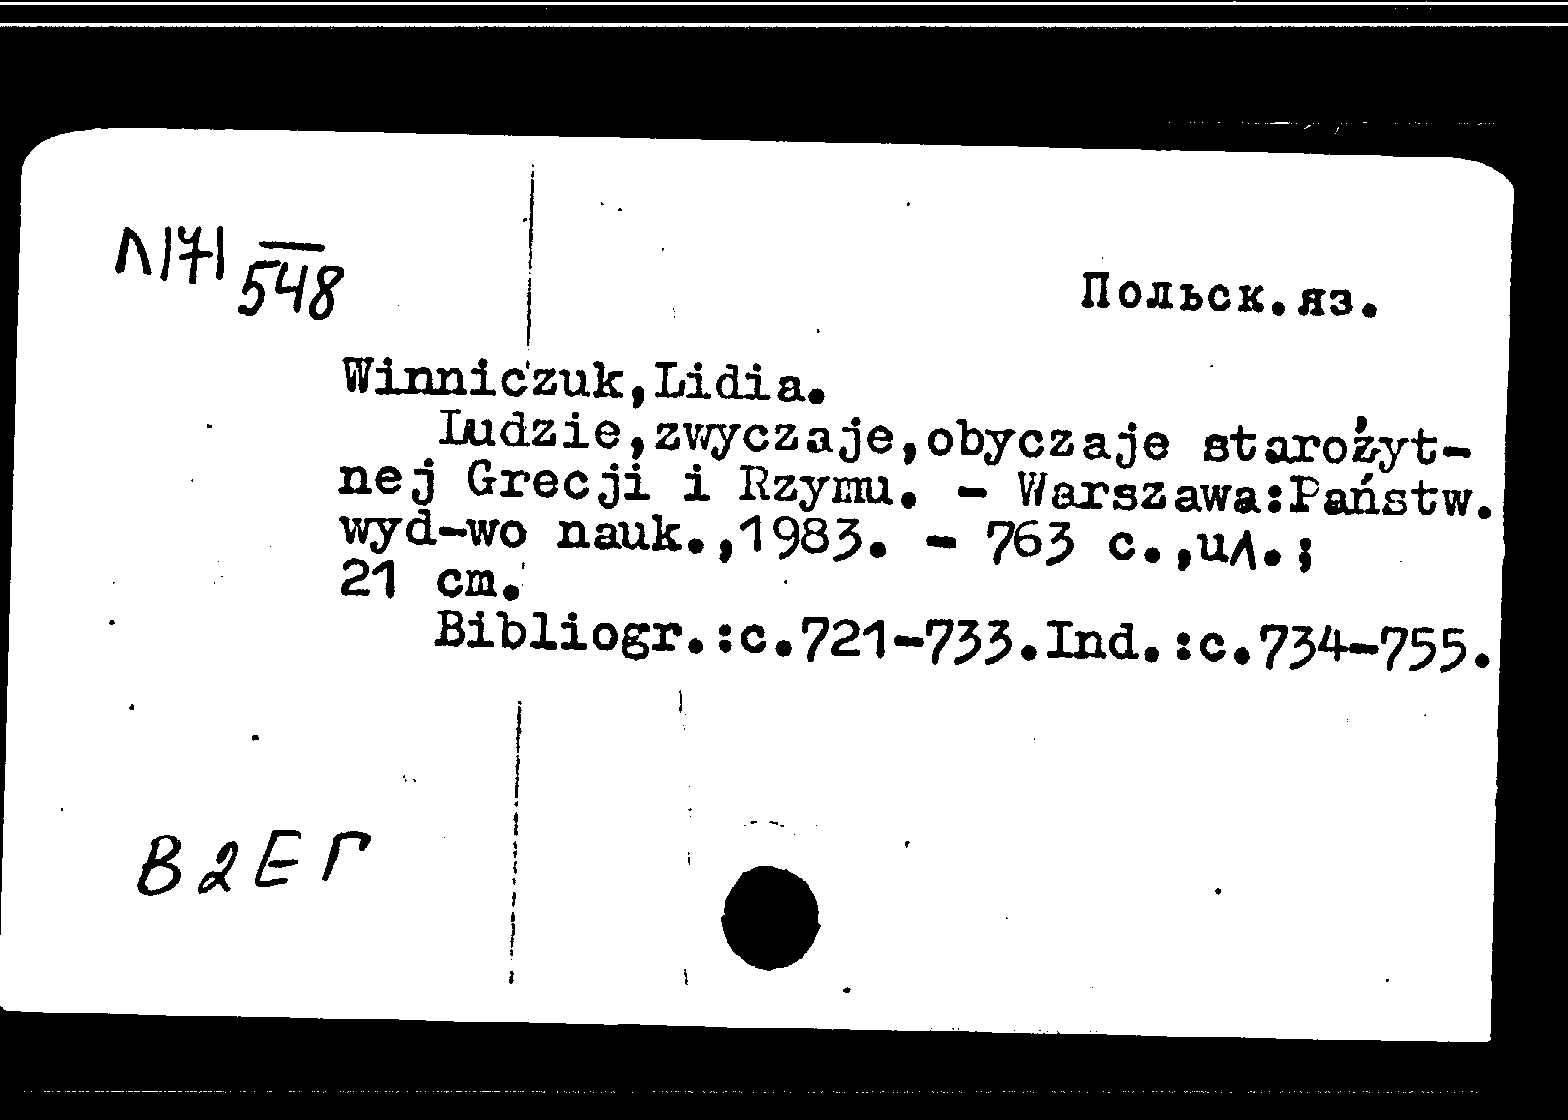 Л171
548
Польск.яз.
Winniczuk,Lidia.
Ludzie,zwyczaje,obyczaje starożyt-
nej Grecji i Rzymu. - Warszawa:Państw.
wyd-wo nauk.,1983. - 763 c.,ил.;
21 cm.
Bibliogr.:c.721-733.Ind.:c.734-755.
В2ЕГ